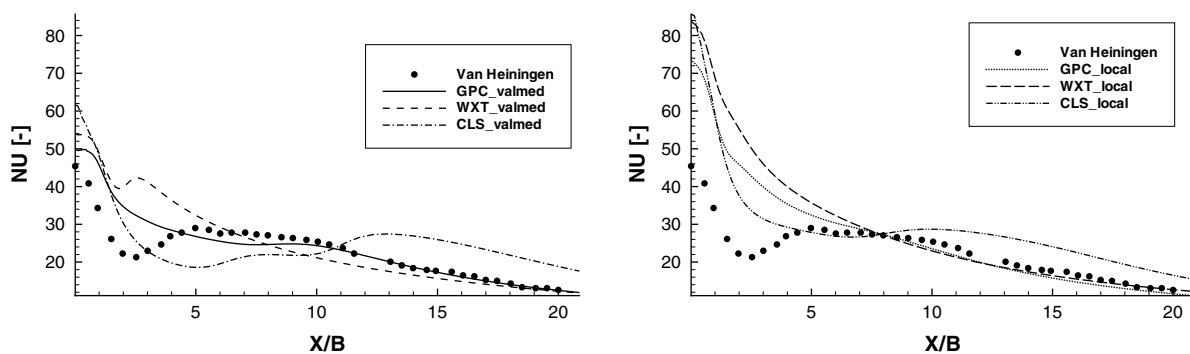 NU [-]
80
70
60
50
40
30
20
5
10
15
20
X/B
Van Heiningen
GPC_valmed
WXT_valmed
CLS_valmed
NU [-]
80
70
60
50
40
30
20
5
10
15
20
X/B
Van Heiningen
GPC_local
WXT_local
CLS_local